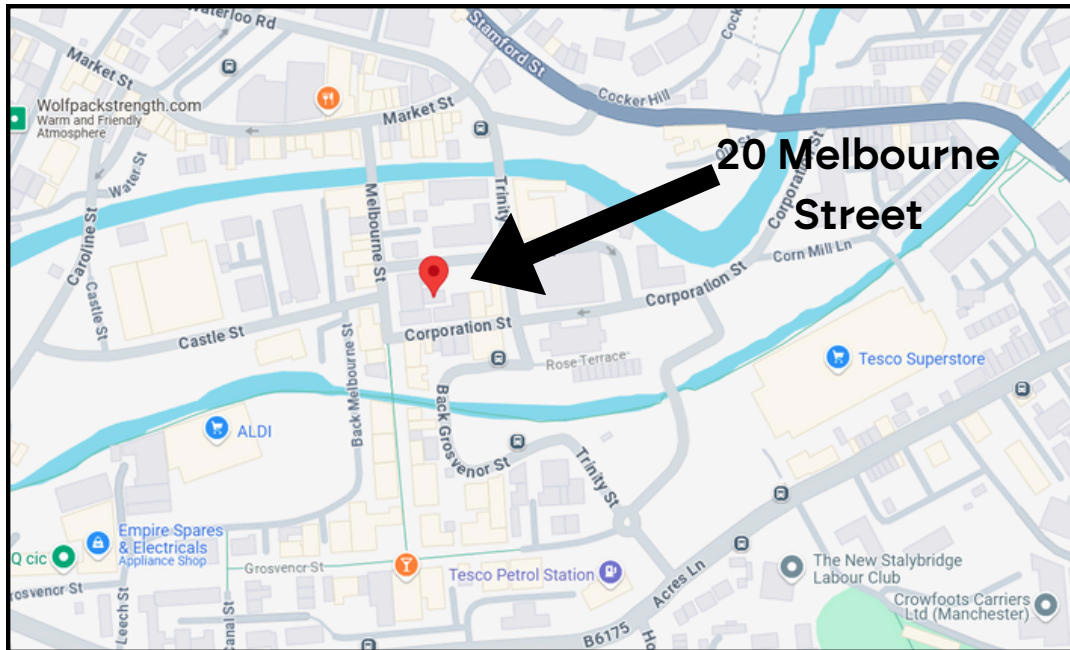 Waterloo Rd
Stamford St
Cock
Market St
Cocker Hill
Wolfpackstrength.com
Warm and Friendly
Atmosphere
Market St
20 Melbourne
Street
Water St
Melbourne St
Trinity
Corporation St
Caroline St
Corn Mill Ln
Castle St
Corporation St
Castle St
Corporation St
Rose Terrace
Tesco Superstore
Back Melbourne St
Back Grosvenor St
ALDI
Trinity St
Empire Spares
& Electricals
Appliance Shop
Q cic
Grosvenor St
Tesco Petrol Station
The New Stalybridge
Labour Club
Acres Ln
Crowfoots Carriers
Ltd (Manchester)
rosvenor St
Leech St
anal St
B6175
Ho